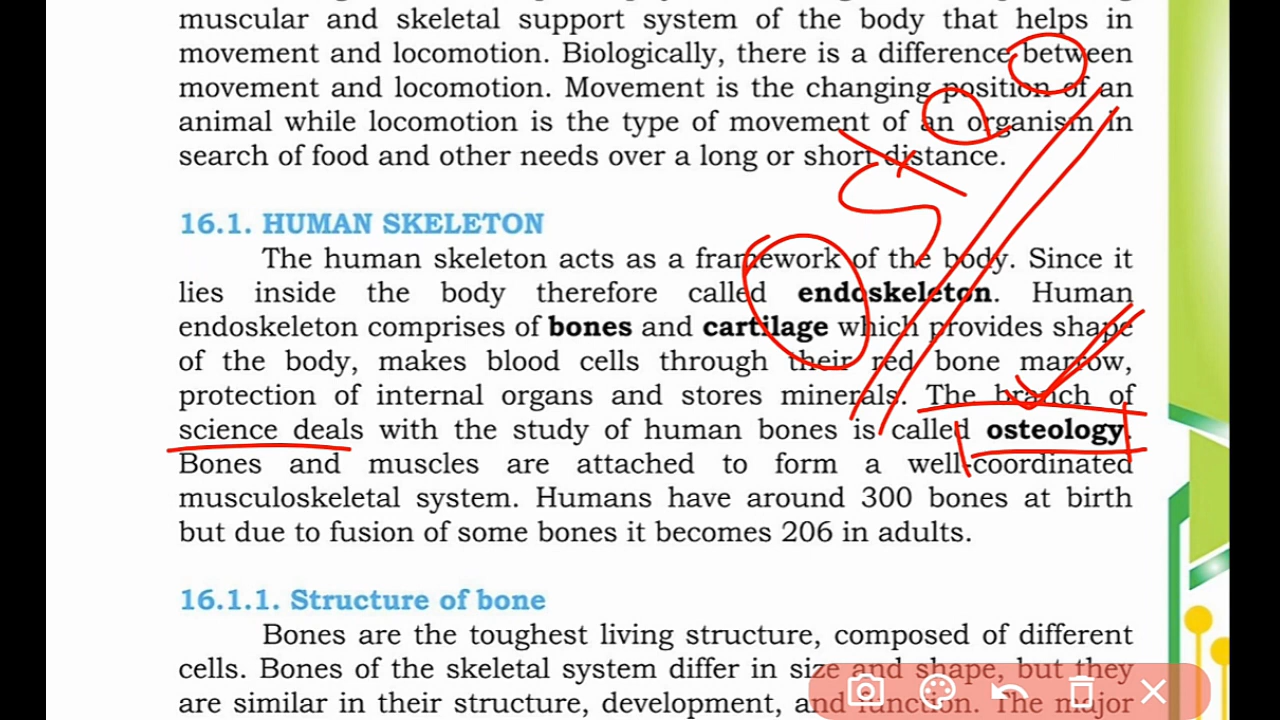 muscular and skeletal support system of the body that helps in
movement and locomotion. Biologically, there is a difference between
movement and locomotion. Movement is the changing position of an
animal while locomotion is the type of movement of an organism in
search of food and other needs over a long or short distance.
16.1. HUMAN SKELETON
The human skeleton acts as a framework of the body. Since it
lies inside the body therefore called endoskeleton. Human
endoskeleton comprises of bones and cartilage which provides shape
of the body, makes blood cells through their red bone marrow,
protection of internal organs and stores minerals. The branch of
science deals with the study of human bones is called osteology.
Bones and muscles are attached to form a well-coordinated
musculoskeletal system. Humans have around 300 bones at birth
but due to fusion of some bones it becomes 206 in adults.
16.1.1. Structure of bone
Bones are the toughest living structure, composed of different
cells. Bones of the skeletal system differ in size and shape, but they
are similar in their structure, development, and function. The major